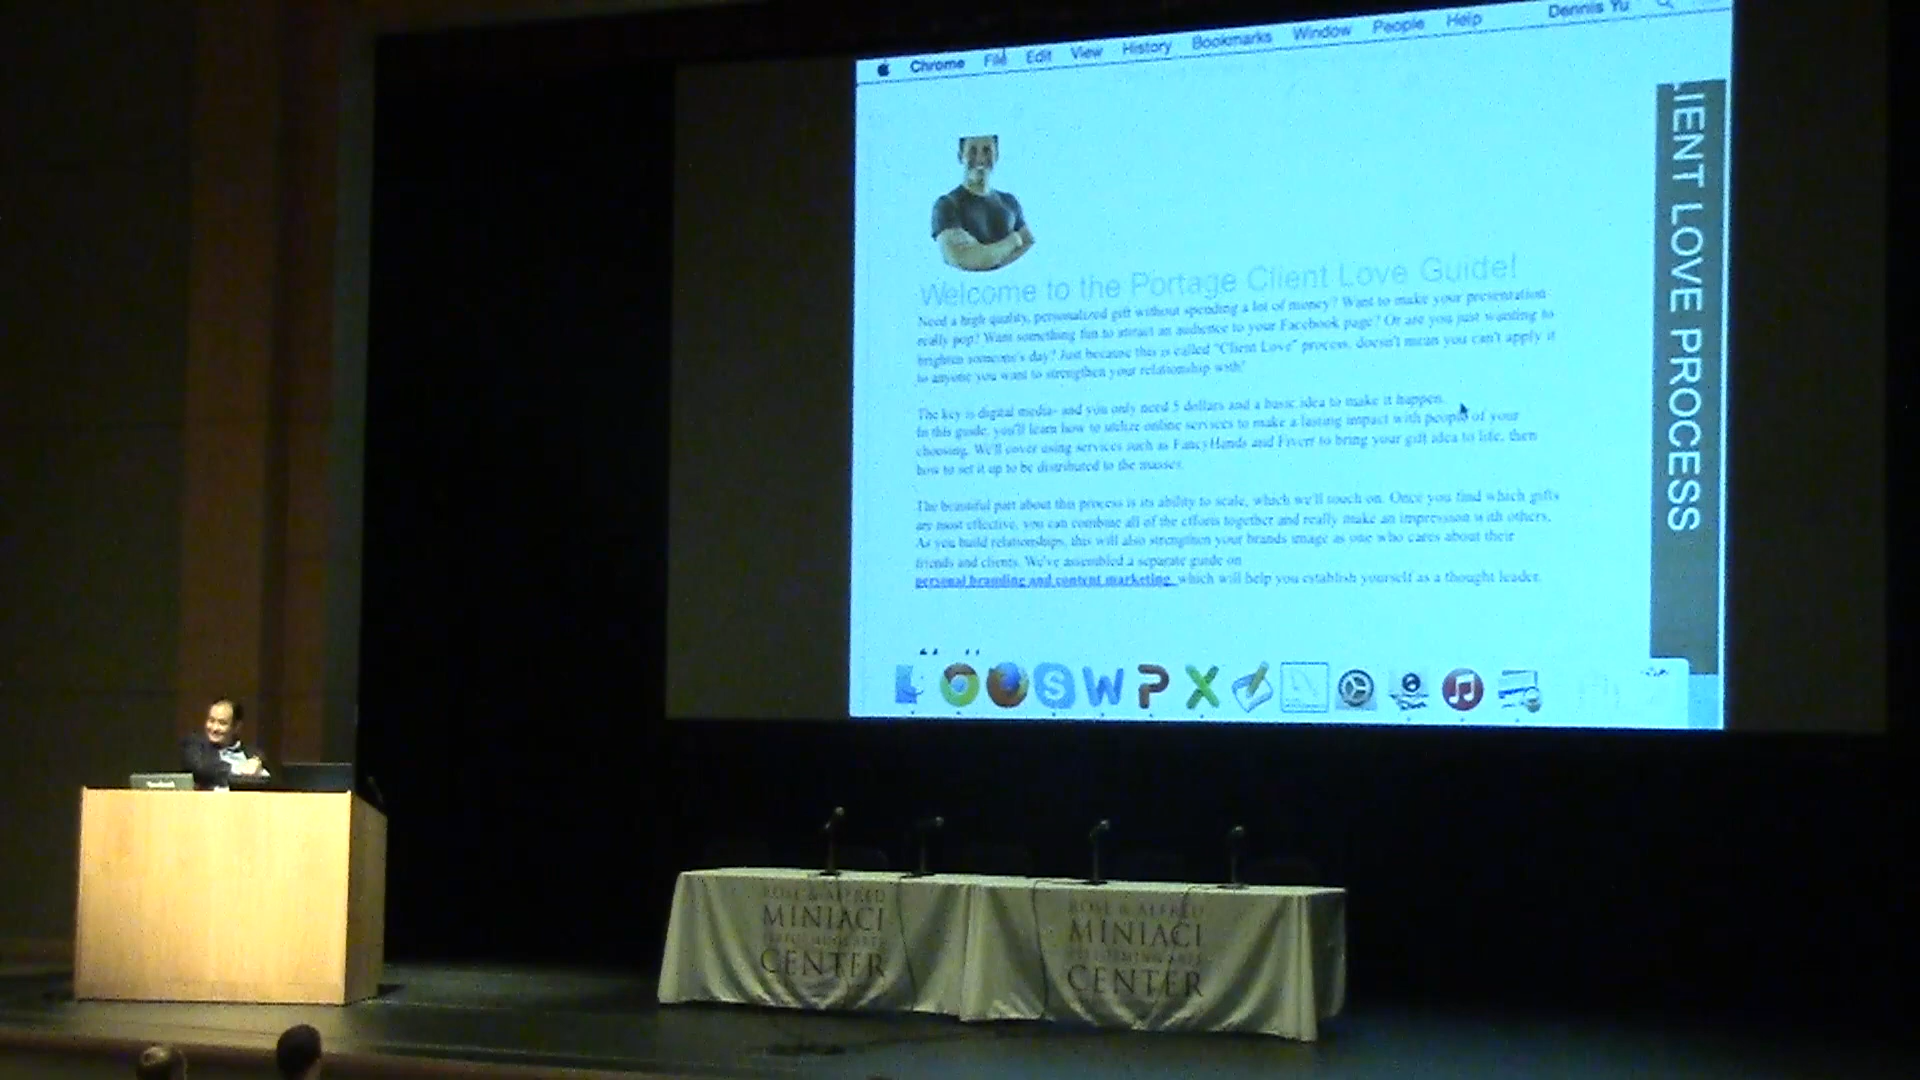 Chrome File Edit View History Bookmarks Window People Help Dennis Yu
IENT LOVE PROCESS
Welcome to the Portage Client Love Guide!
Need a high quality, personalized gift without spending a lot of money? Want to make your presentation
really pop? Want something fun to attract an audience to your Facebook page? Or are you just wanting to
brighten someone's day? Just because this is called "Client Love" process, doesn't mean you can't apply it
to anyone you want to strengthen your relationship with!
The key is digital media- and you only need 5 dollars and a basic idea to make it happen.
In this guide, you'll learn how to utilize online services to make a lasting impact with people of your
choosing. We'll cover using services such as FancyHands and Fiverr to bring your gift idea to life, then
how to set it up to be distributed to the masses.
The beautiful part about this process is its ability to scale, which we'll touch on. Once you find which gifts
are most effective, you can combine all of the efforts together and really make an impression with others.
As you build relationships, this will also strengthen your brands image as one who cares about their
friends and clients. We've assembled a separate guide on
personal branding and content marketing, which will help you establish yourself as a thought leader.
ROSE & ALFRED
MINIACI
PERFORMING ARTS
CENTER
ROSE & ALFRED
MINIACI
PERFORMING ARTS
CENTER